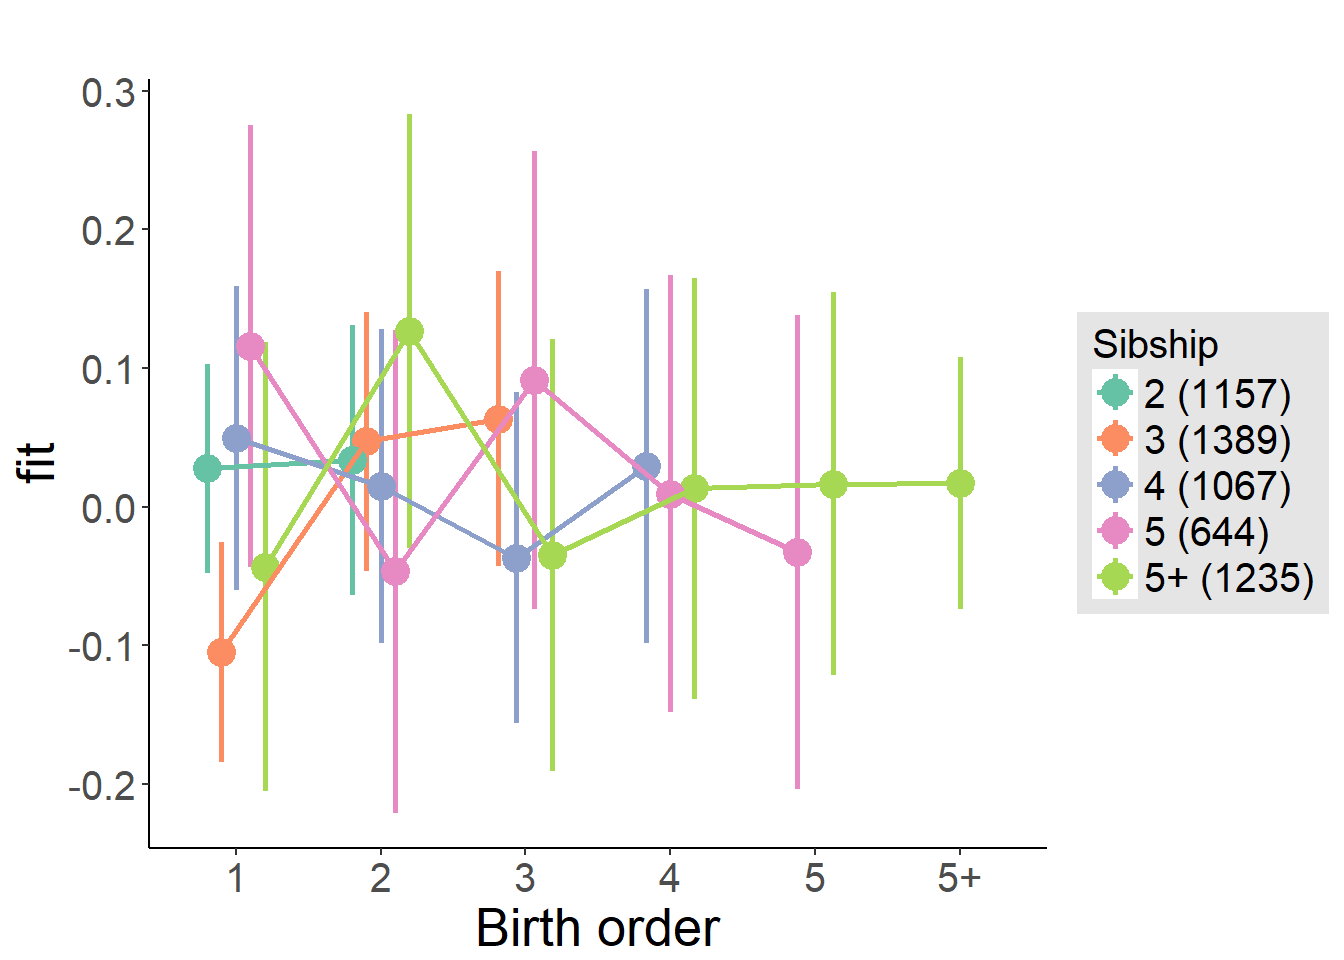 0.3
0.2
0.1
0.0
-0.1
-0.2
fit
1 2 3 4 5 5+
Birth order
Sibship
2 (1157)
3 (1389)
4 (1067)
5 (644)
5+ (1235)